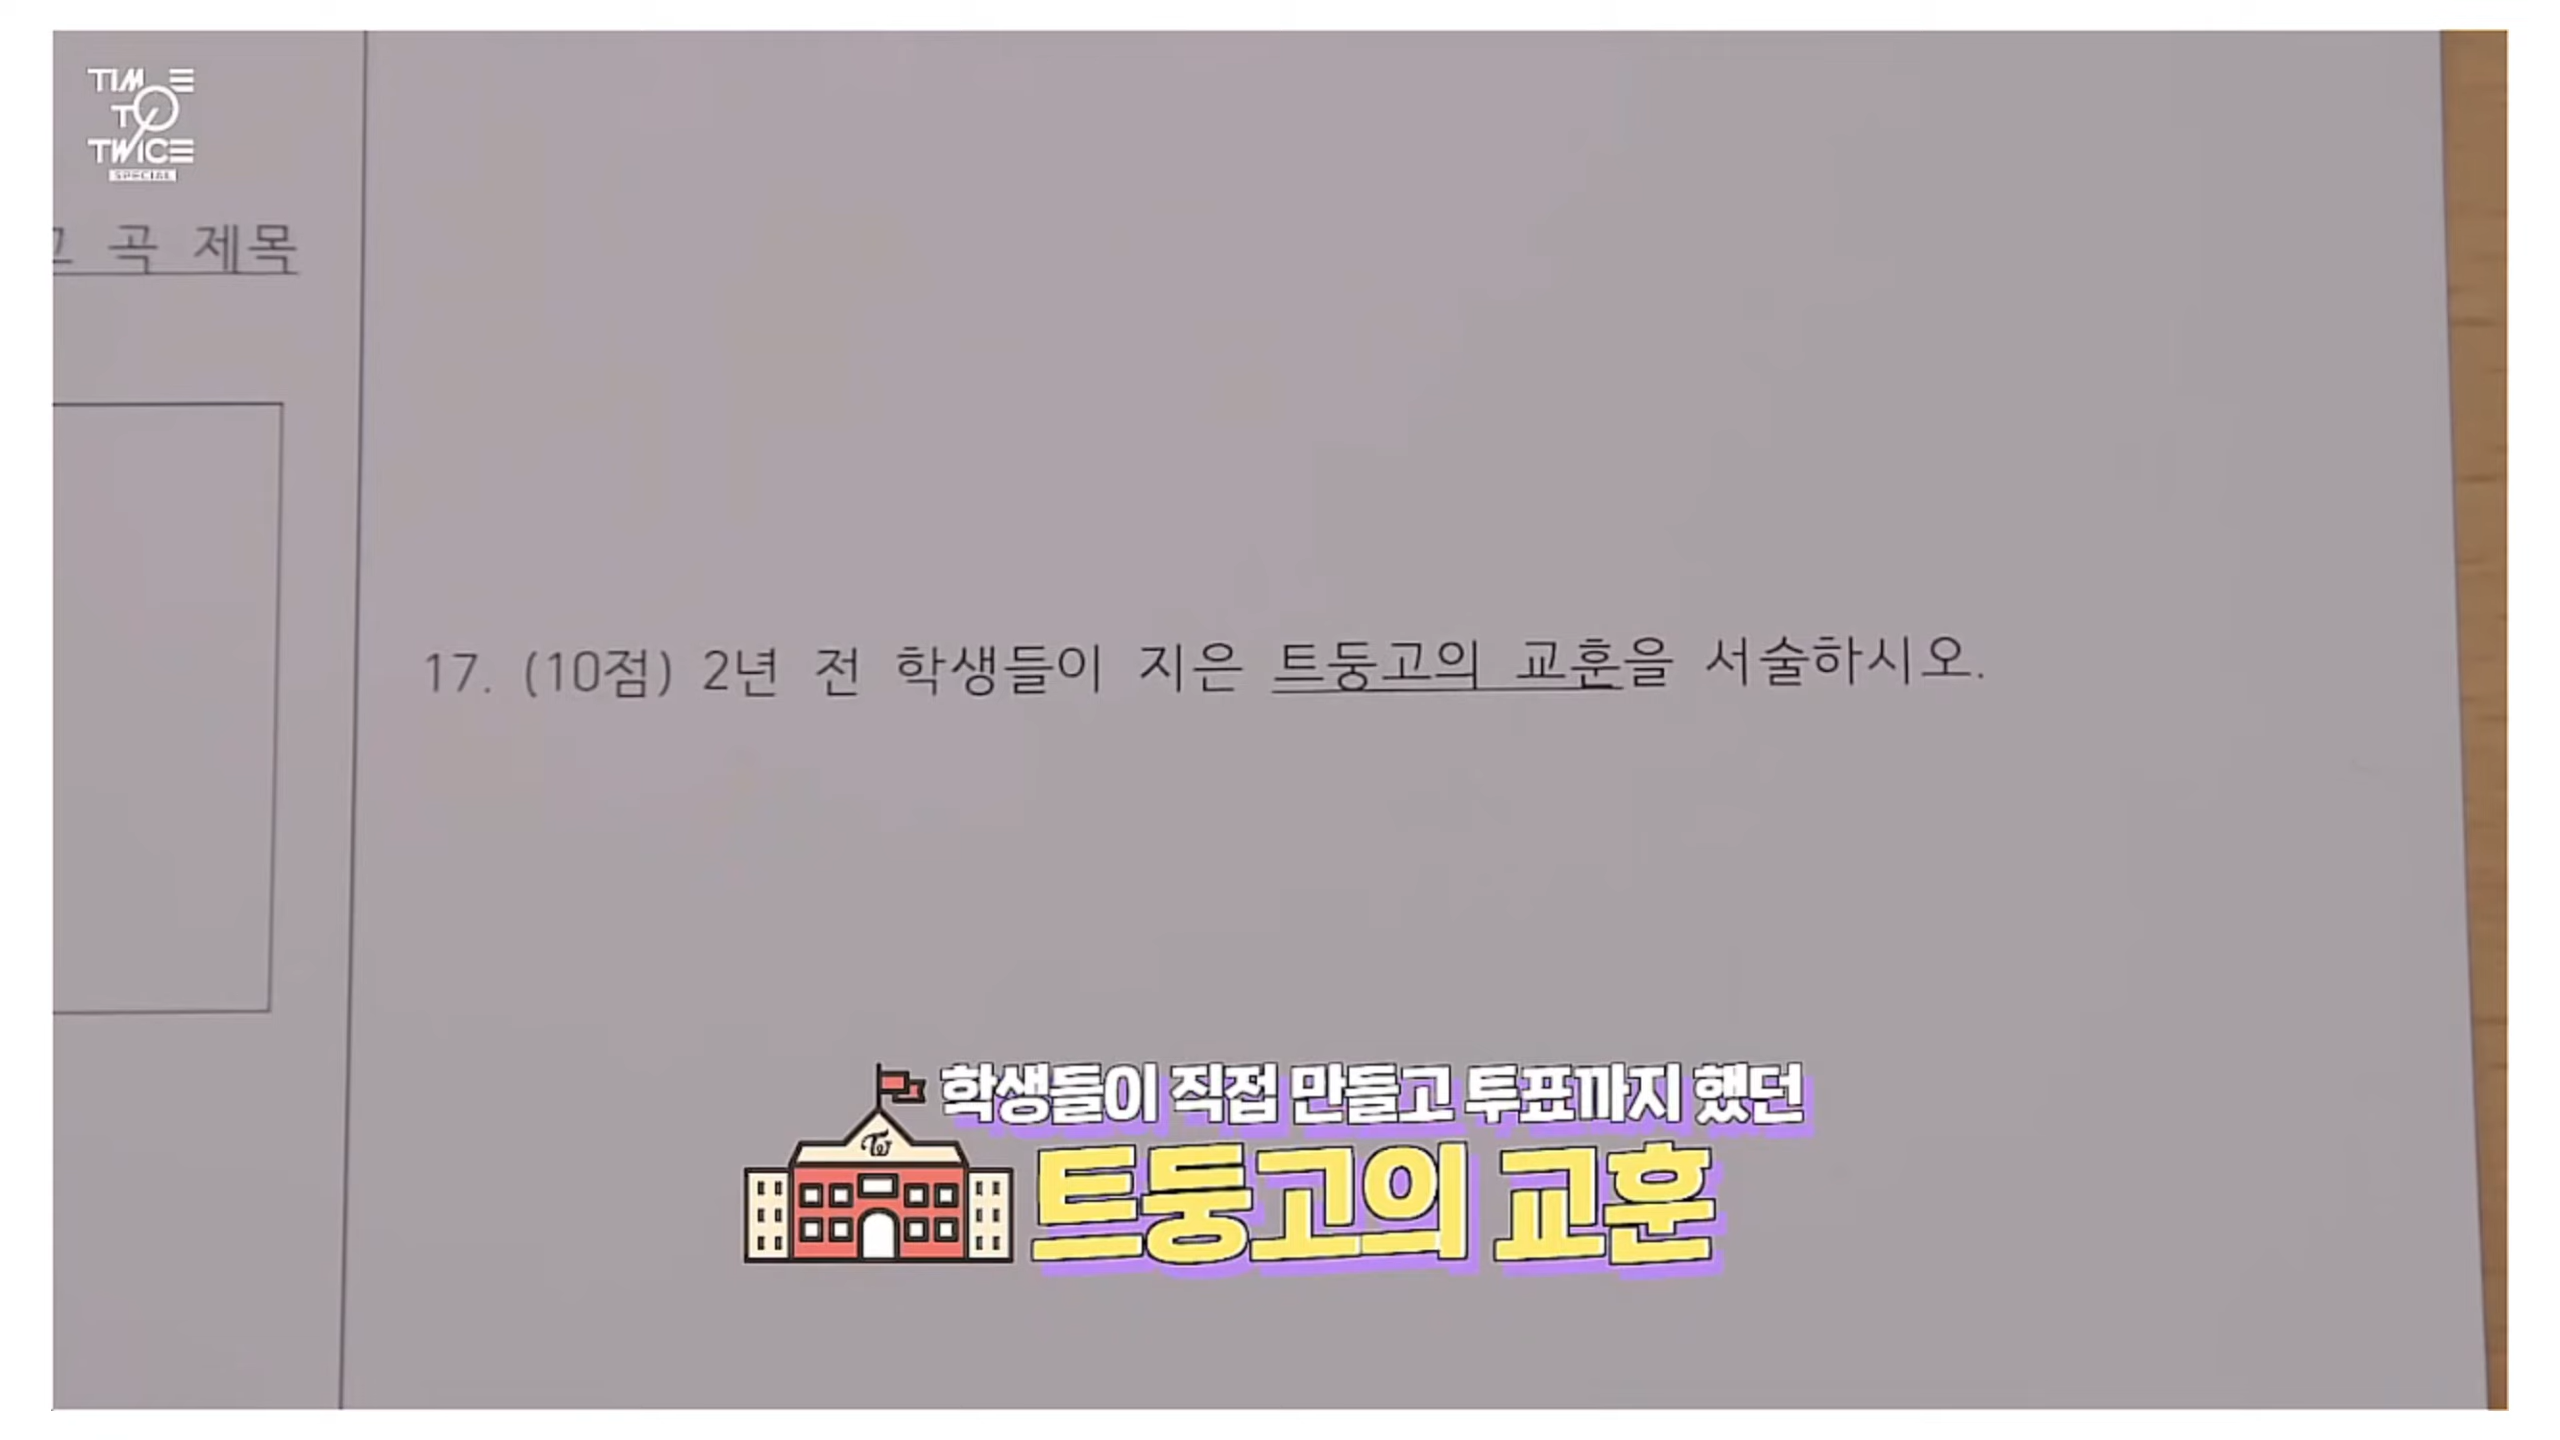 TIME
TO
TWICE
SPECIAL
곡 제목
17. (10점) 2년 전 학생들이 지은 트둥고의 교훈을 서술하시오.
학생들이 직접 만들고 투표까지 했던
트둥고의 교훈